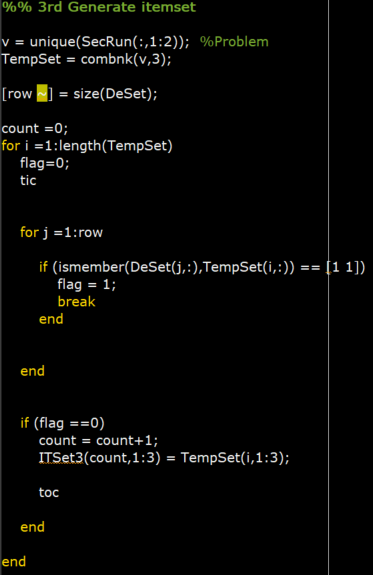 %% 3rd Generate itemset
v = unique(SecRun(:,1:2));  %Problem
TempSet = combnk(v,3);
[row ~] = size(DeSet);
count =0;
for i =1:length(TempSet)
flag=0;
tic
for j =1:row
if (ismember(DeSet(j,:),TempSet(i,:)) == [1 1])
flag = 1;
break
end
end
if (flag ==0)
count = count+1;
ITSet3(count,1:3) = TempSet(i,1:3);
toc
end
end